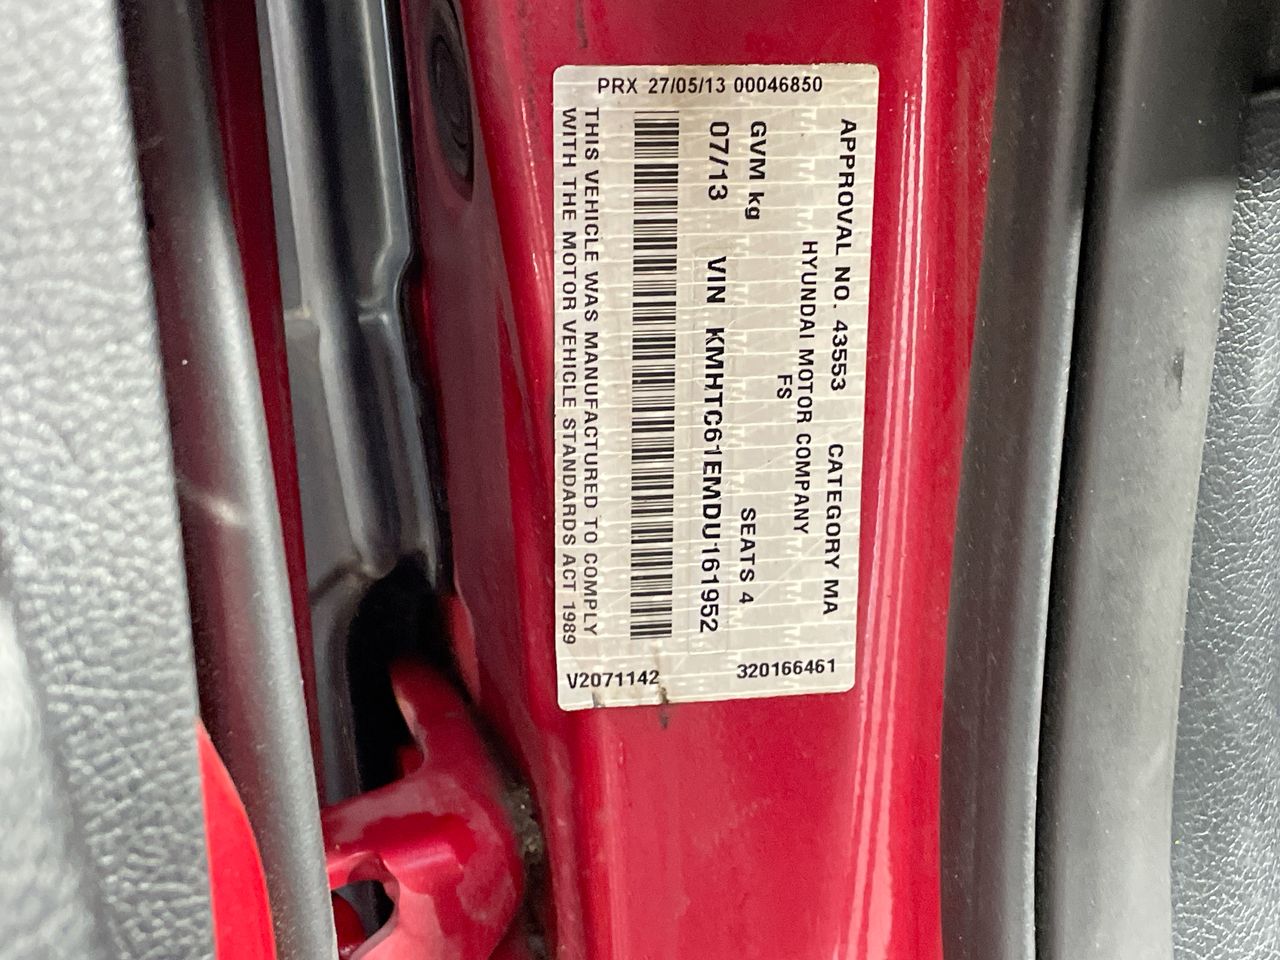 PRX 27/05/13 00046850
APPROVAL NO. 43553 CATEGORY MA
HYUNDAI MOTOR COMPANY
FS
GVM kg SEATS 4
07/13 VIN KMHTC61EMDU161952
THIS VEHICLE WAS MANUFACTURED TO COMPLY
WITH THE MOTOR VEHICLE STANDARDS ACT 1989
V2071142 320166461